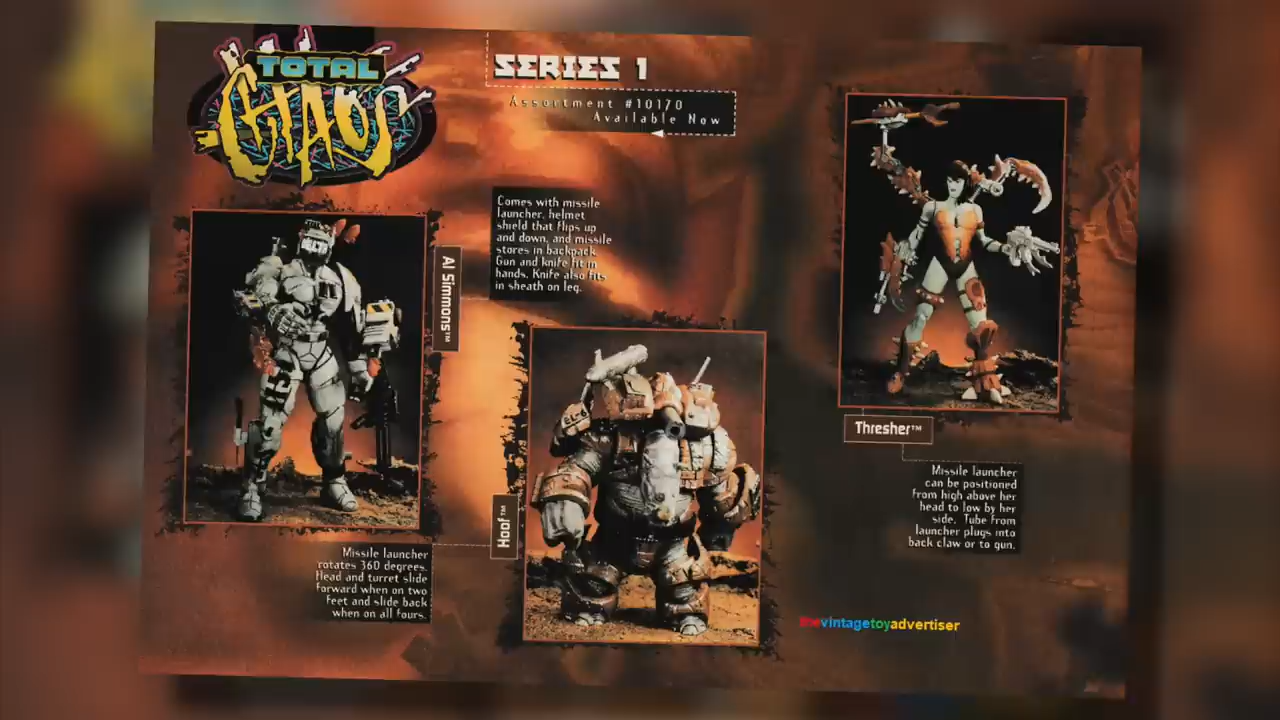 TOTAL
CHAOS
SERIES 1
Assortment #10170
Available Now
Comes with missile
launcher, helmet
shield that flips up
and down, and missile
stores in backpack.
Gun and knife fit in
hands. Knife also fits
in sheath on leg.
Al Simmons™
DELTA
Hoof™
EL-6
Missile launcher
rotates 360 degrees.
Head and turret slide
forward when on two
feet and slide back
when on all fours.
Thresher™
Missile launcher
can be positioned
from high above her
head to low by her
side. Tube from
launcher plugs into
back claw or to gun.
thevintagetoyadvertiser